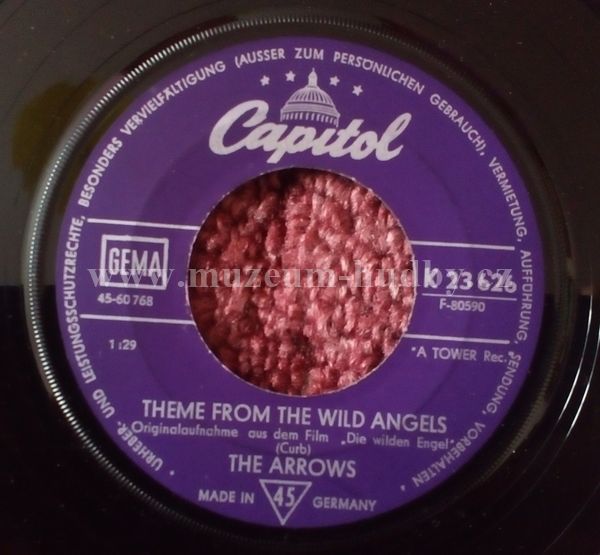 URHEBER- UND LEISTUNGSSCHUTZRECHTE, BESONDERS VERVIELFÄLTIGUNG (AUSSER ZUM PERSÖNLICHEN GEBRAUCH), VERMIETUNG, AUFFÜHRUNG, SENDUNG, VORBEHALTEN
Capitol
GEMA
45-60 768
K 23 626
F-80590
1:29
"A TOWER Rec."
THEME FROM THE WILD ANGELS
Originalaufnahme aus dem Film „Die wilden Engel"
(Curb)
THE ARROWS
MADE IN 45 GERMANY
www.muzeum-hudby.cz